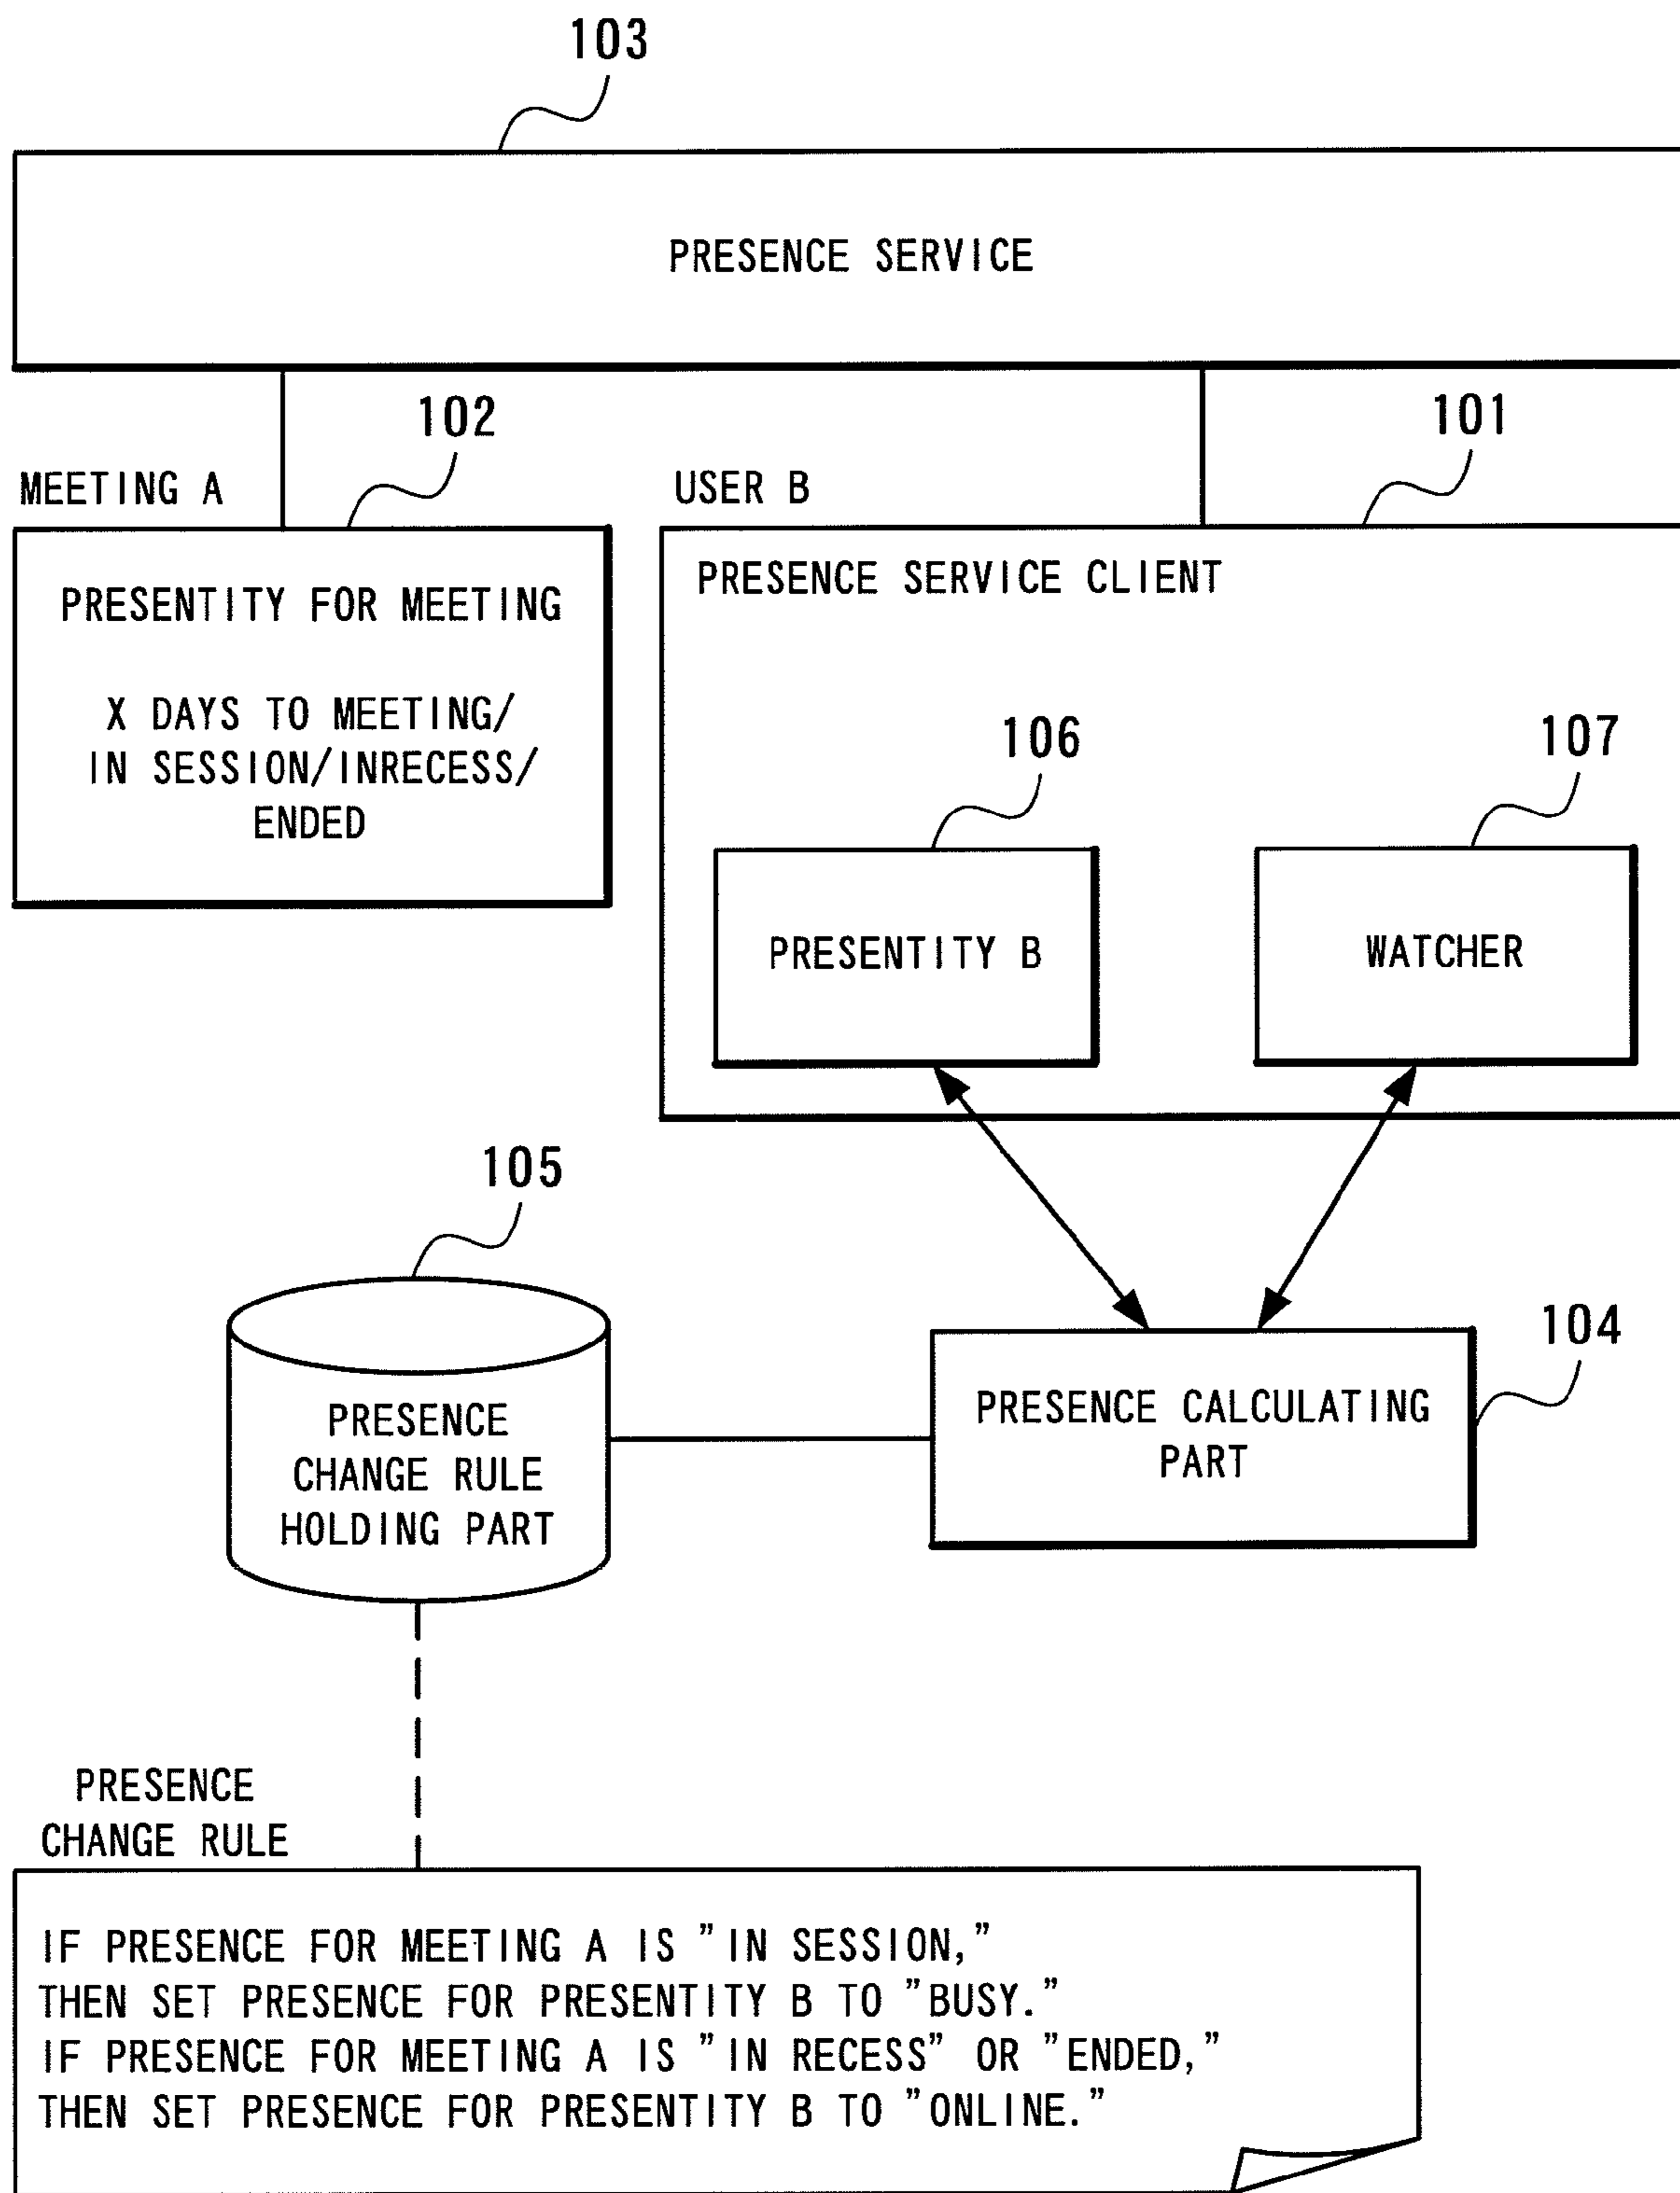 103
PRESENCE SERVICE
102
101
MEETING A
USER B
PRESENTITY FOR MEETING
X DAYS TO MEETING/
IN SESSION/INRECESS/
ENDED
PRESENCE SERVICE CLIENT
106
107
PRESENTITY B
WATCHER
105
104
PRESENCE
CHANGE RULE
HOLDING PART
PRESENCE CALCULATING
PART
PRESENCE
CHANGE RULE
IF PRESENCE FOR MEETING A IS "IN SESSION,"
THEN SET PRESENCE FOR PRESENTITY B TO "BUSY."
IF PRESENCE FOR MEETING A IS "IN RECESS" OR "ENDED,"
THEN SET PRESENCE FOR PRESENTITY B TO "ONLINE."